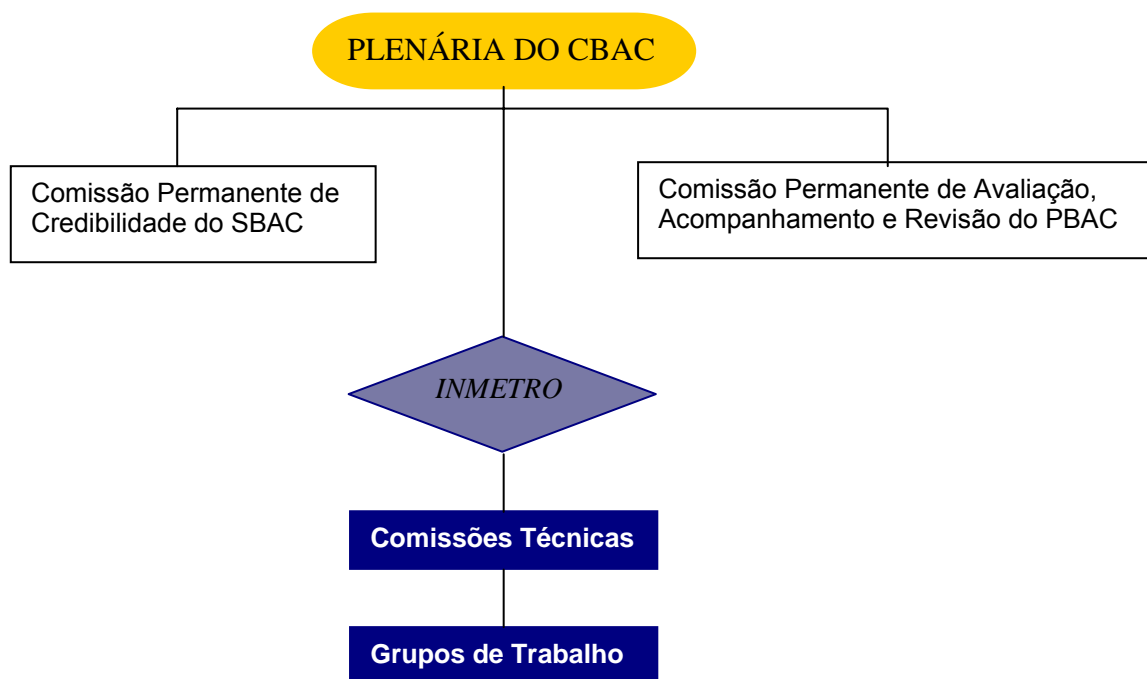 PLENÁRIA DO CBAC
Comissão Permanente de
Credibilidade do SBAC
Comissão Permanente de Avaliação,
Acompanhamento e Revisão do PBAC
INMETRO
Comissões Técnicas
Grupos de Trabalho